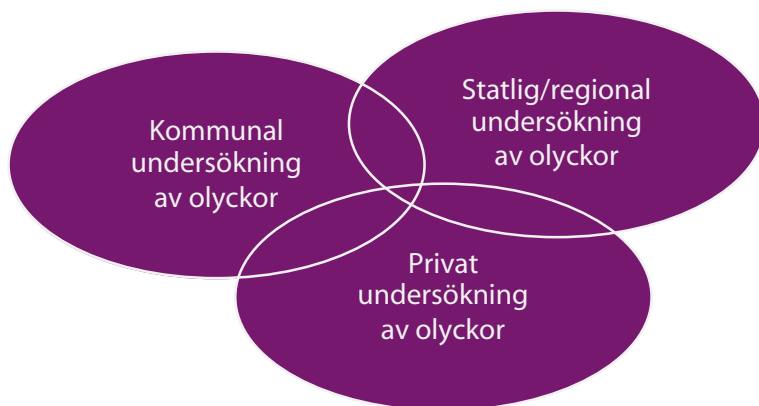 Kommunal
undersökning
av olyckor
Statlig/regional
undersökning
av olyckor
Privat
undersökning
av olyckor